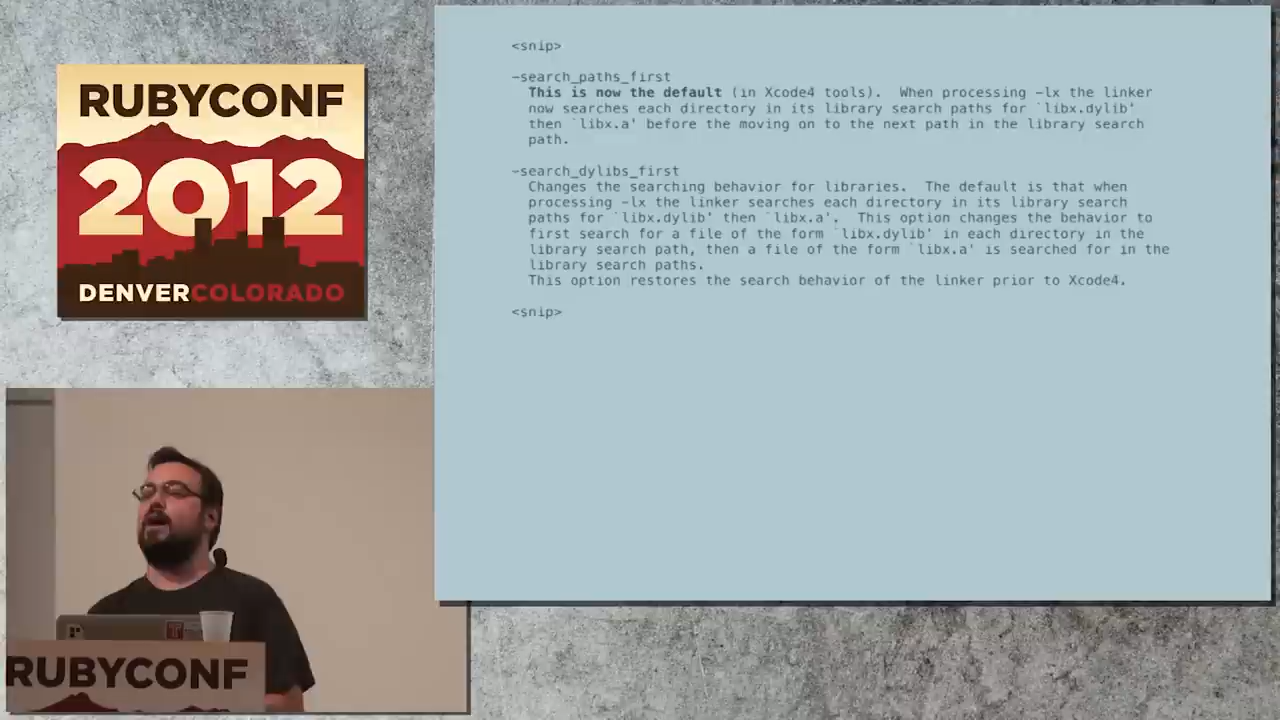 RUBYCONF
2012
DENVERCOLORADO
<snip>
-search_paths_first
This is now the default (in Xcode4 tools).  When processing -lx the linker
now searches each directory in its library search paths for `libx.dylib'
then `libx.a' before the moving on to the next path in the library search
path.
-search_dylibs_first
Changes the searching behavior for libraries.  The default is that when
processing -lx the linker searches each directory in its library search
paths for `libx.dylib' then `libx.a'.  This option changes the behavior to
first search for a file of the form `libx.dylib' in each directory in the
library search path, then a file of the form `libx.a' is searched for in the
library search paths.
This option restores the search behavior of the linker prior to Xcode4.
<snip>
RUBYCONF